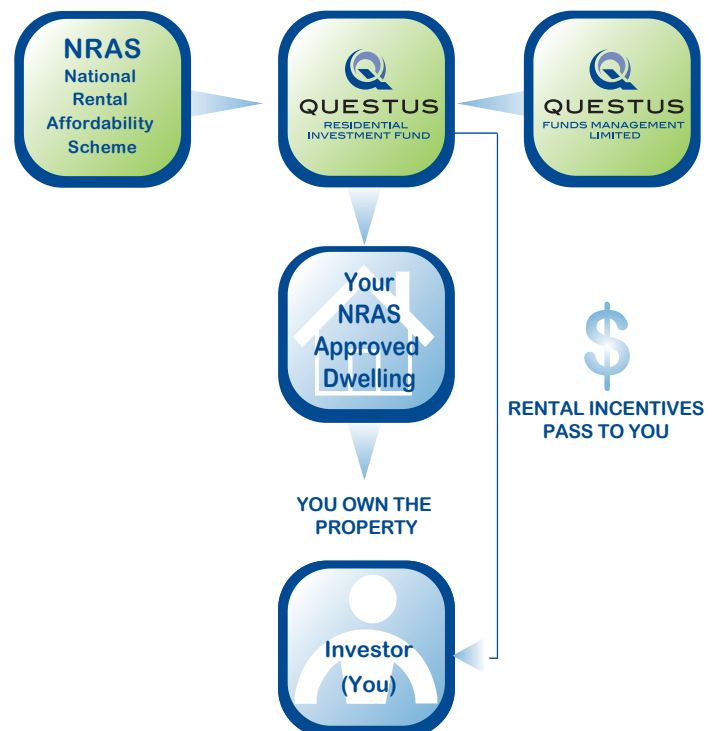 NRAS
National
Rental
Affordability
Scheme
QUESTUS
RESIDENTIAL
INVESTMENT FUND
QUESTUS
FUNDS MANAGEMENT
LIMITED
Your
NRAS
Approved
Dwelling
$
RENTAL INCENTIVES
PASS TO YOU
YOU OWN THE
PROPERTY
Investor
(You)